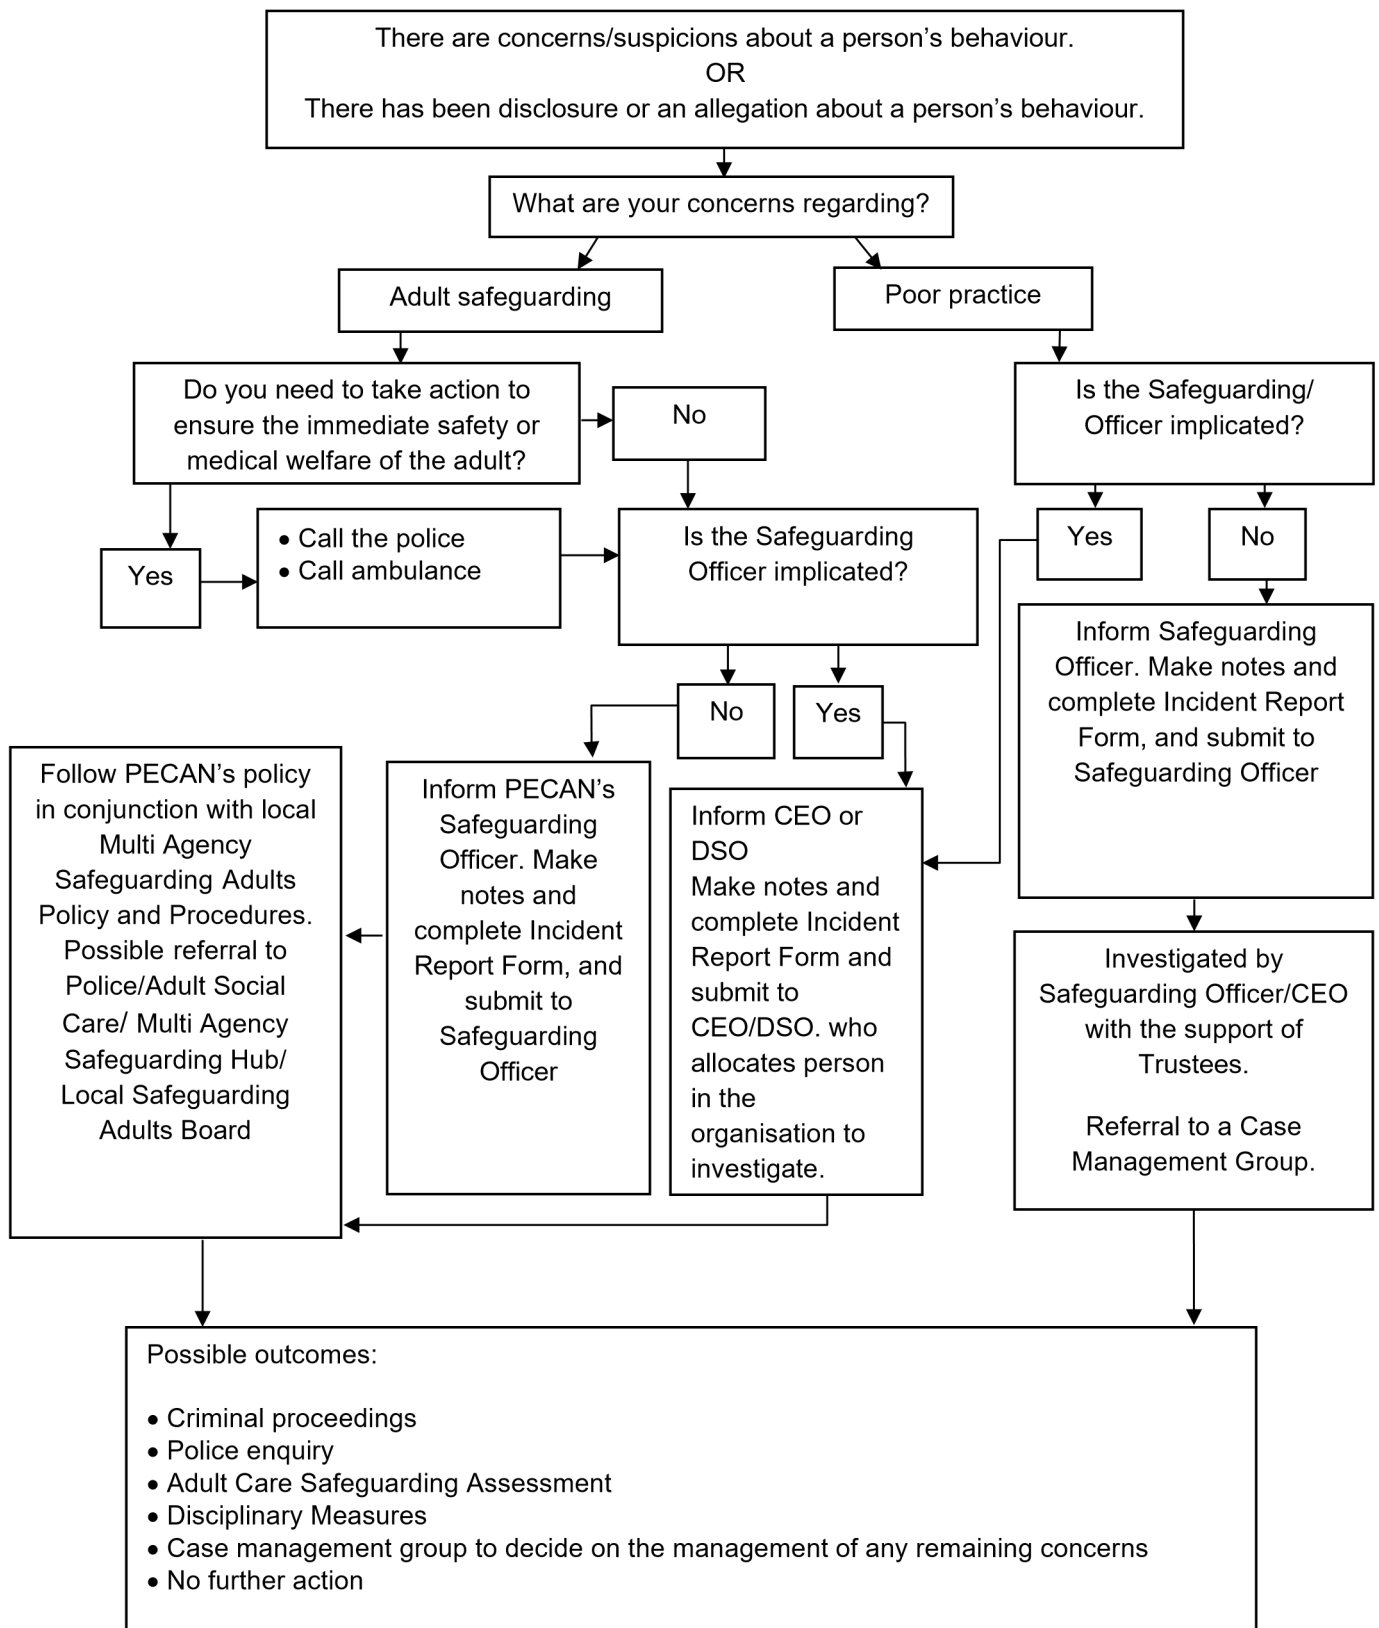 There are concerns/suspicions about a person’s behaviour.
OR
There has been disclosure or an allegation about a person’s behaviour.
What are your concerns regarding?
Adult safeguarding
Poor practice
Do you need to take action to
ensure the immediate safety or
medical welfare of the adult?
No
Is the Safeguarding/
Officer implicated?
Yes
• Call the police
• Call ambulance
Is the Safeguarding
Officer implicated?
Yes
No
No
Yes
Inform Safeguarding
Officer. Make notes and
complete Incident Report
Form, and submit to
Safeguarding Officer
Follow PECAN’s policy
in conjunction with local
Multi Agency
Safeguarding Adults
Policy and Procedures.
Possible referral to
Police/Adult Social
Care/ Multi Agency
Safeguarding Hub/
Local Safeguarding
Adults Board
Inform PECAN’s
Safeguarding
Officer. Make
notes and
complete Incident
Report Form, and
submit to
Safeguarding
Officer
Inform CEO or
DSO
Make notes and
complete Incident
Report Form and
submit to
CEO/DSO. who
allocates person
in the
organisation to
investigate.
Investigated by
Safeguarding Officer/CEO
with the support of
Trustees.
Referral to a Case
Management Group.
Possible outcomes:
• Criminal proceedings
• Police enquiry
• Adult Care Safeguarding Assessment
• Disciplinary Measures
• Case management group to decide on the management of any remaining concerns
• No further action